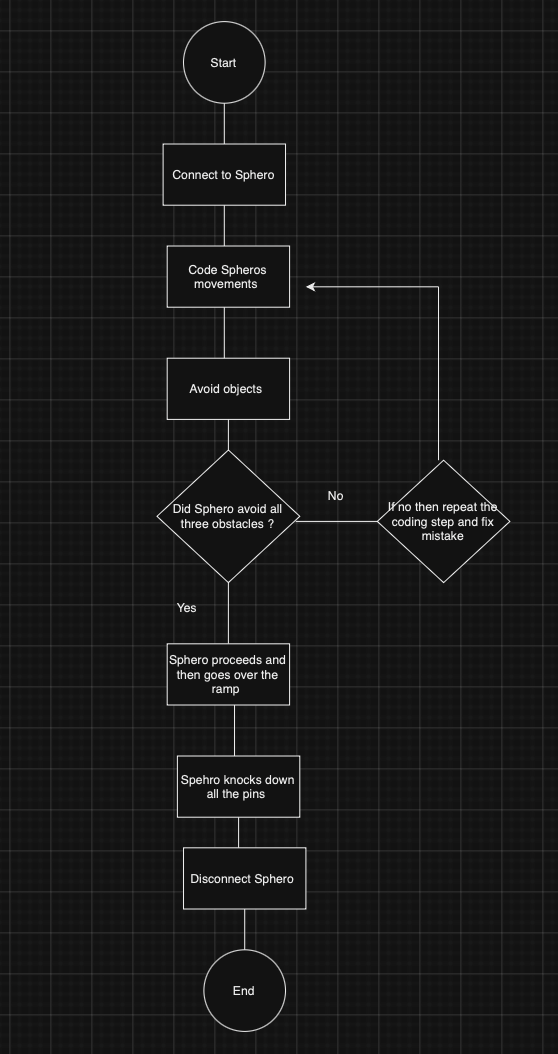 Start
Connect to Sphero
Code Spheros
movements
Avoid objects
Did Sphero avoid all
three obstacles ?
No
If no then repeat the
coding step and fix
mistake
Yes
Sphero proceeds and
then goes over the
ramp
Spehro knocks down
all the pins
Disconnect Sphero
End